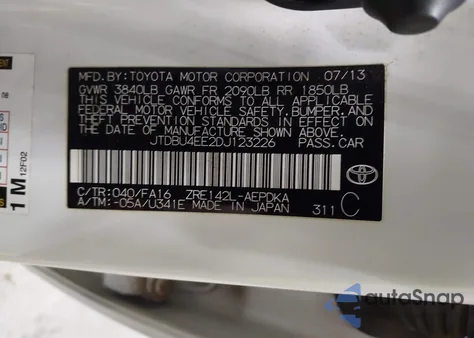 MFD.BY:TOYOTA MOTOR CORPORATION 07/13
GVWR 3840LB GAWR FR 2090LB RR 1850LB
THIS VEHICLE CONFORMS TO ALL APPLICABLE
FEDERAL MOTOR VEHICLE SAFETY, BUMPER, AND
THEFT PREVENTION STANDARDS IN EFFECT ON
THE DATE OF MANUFACTURE SHOWN ABOVE.
JTDBU4EE2DJ123226 PASS.CAR
C/TR:040/FA16 ZRE142L-AEPDKA
A/TM:-05A/U341E MADE IN JAPAN 311 C
1 M 12F02
autoSnap